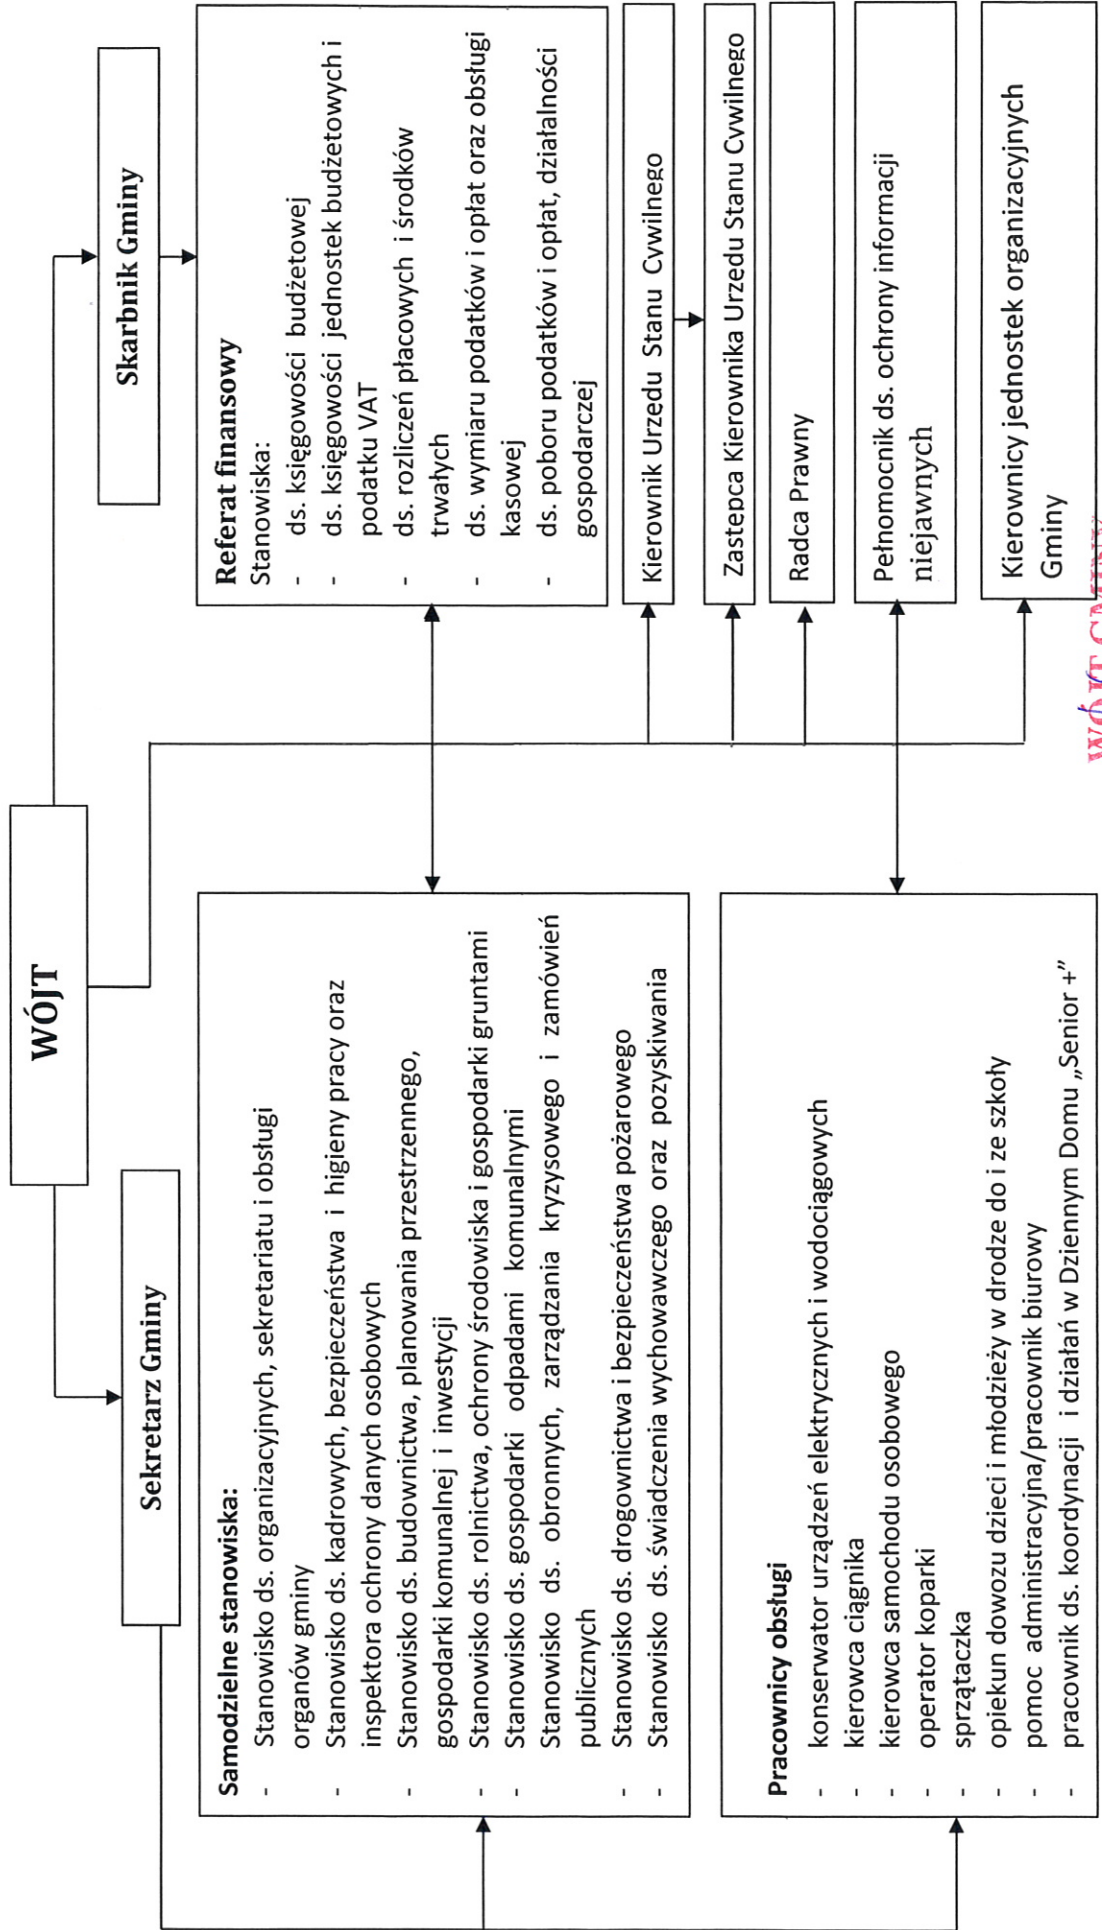 WÓJT
Sekretarz Gminy
Skarbnik Gminy
Samodzielne stanowiska:
- Stanowisko ds. organizacyjnych, sekretariatu i obsługi
organów gminy
- Stanowisko ds. kadrowych, bezpieczeństwa i higieny pracy oraz
inspektora ochrony danych osobowych
- Stanowisko ds. budownictwa, planowania przestrzennego,
gospodarki komunalnej i inwestycji
- Stanowisko ds. rolnictwa, ochrony środowiska i gospodarki gruntami
- Stanowisko ds. gospodarki odpadami komunalnymi
- Stanowisko ds. obronnych, zarządzania kryzysowego i zamówień
publicznych
- Stanowisko ds. drogownictwa i bezpieczeństwa pożarowego
- Stanowisko ds. świadczenia wychowawczego oraz pozyskiwania
Pracownicy obsługi
- konserwator urządzeń elektrycznych i wodociągowych
- kierowca ciągnika
- kierowca samochodu osobowego
- operator koparki
- sprzątaczka
- opiekun dowozu dzieci i młodzieży w drodze do i ze szkoły
- pomoc administracyjna/pracownik biurowy
- pracownik ds. koordynacji i działań w Dziennym Domu „Senior +”
Referat finansowy
Stanowiska:
- ds. księgowości budżetowej
- ds. księgowości jednostek budżetowych i
podatku VAT
- ds. rozliczeń płacowych i środków
trwałych
- ds. wymiaru podatków i opłat oraz obsługi
kasowej
- ds. poboru podatków i opłat, działalności
gospodarczej
Kierownik Urzedu Stanu Cywilnego
Zastepca Kierownika Urzedu Stanu Cywilnego
Radca Prawny
Pełnomocnik ds. ochrony informacji
niejawnych
Kierownicy jednostek organizacyjnych
Gminy
WÓJT GMINY